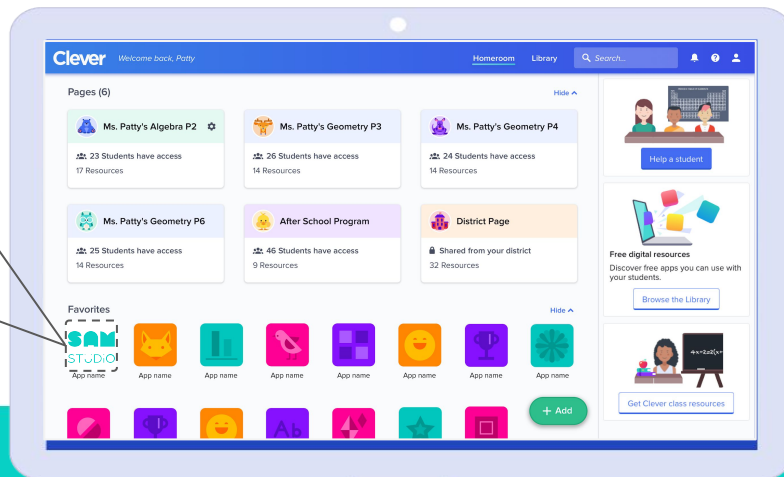 Clever Welcome back, Patty Homeroom Library Search...
Pages (6) Hide
Ms. Patty's Algebra P2
23 Students have access
17 Resources
Ms. Patty's Geometry P3
26 Students have access
14 Resources
Ms. Patty's Geometry P4
24 Students have access
14 Resources
Ms. Patty's Geometry P6
25 Students have access
14 Resources
After School Program
46 Students have access
9 Resources
District Page
Shared from your district
32 Resources
Favorites Hide
SAM
STUDiO
App name App name App name App name App name App name App name App name
Ab
+ Add
Help a student
Free digital resources
Discover free apps you can use with
your students.
Browse the Library
Get Clever class resources